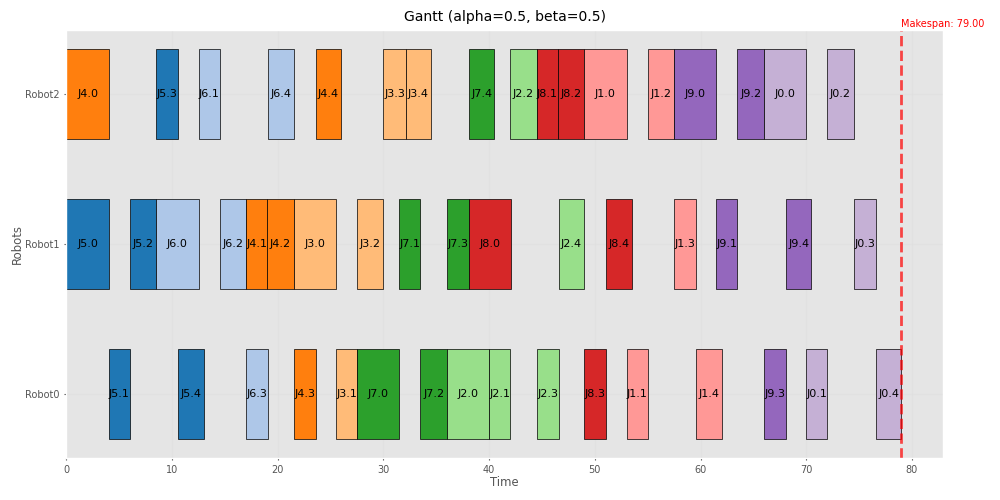 Gantt (alpha=0.5, beta=0.5)
Makespan: 79.00
Robot2
J4.0 J5.3 J6.1 J6.4 J4.4 J3.3 J3.4 J7.4 J2.2 J8.1 J8.2 J1.0 J1.2 J9.0 J9.2 J0.0 J0.2
Robots
Robot1
J5.0 J5.2 J6.0 J6.2 J4.1 J4.2 J3.0 J3.2 J7.1 J7.3 J8.0 J2.4 J8.4 J1.3 J9.1 J9.4 J0.3
Robot0
J5.1 J5.4 J6.3 J4.3 J3.1 J7.0 J7.2 J2.0 J2.1 J2.3 J8.3 J1.1 J1.4 J9.3 J0.1 J0.4
0 10 20 30 40 50 60 70 80
Time